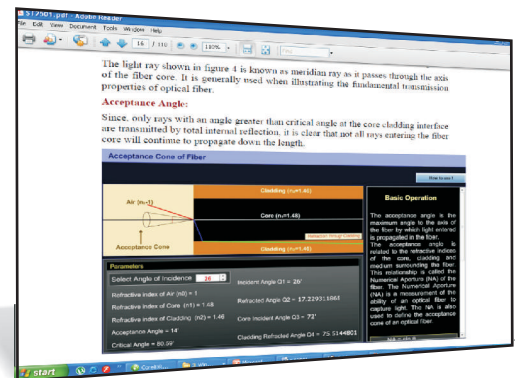 ST2501.pdf - Adobe Reader
File Edit View Document Tools Window Help
16 / 110 110% Find
The light ray shown in figure 4 is known as meridian ray as it passes through the axis
of the fiber core. It is generally used when illustrating the fundamental transmission
properties of optical fiber.
Acceptance Angle:
Since, only rays with an angle greater than critical angle at the core cladding interface
are transmitted by total internal reflection, it is clear that not all rays entering the fiber
core will continue to propagate down the length.
Acceptance Cone of Fiber
How to use?
Cladding (n₂=1.46)
Air (n₀=1)
Core (n₁=1.48)
Refraction through Cladding
Acceptance Cone
Cladding (n₂=1.46)
Basic Operation
The acceptance angle is the
maximum angle to the axis of
the fiber by which light entered
is propagated in the fiber.
The acceptance angle is
related to the refractive indices
of the core, cladding and
medium surrounding the fiber.
This relationship is called the
Numerical Aperture (NA) of the
fiber. The Numerical Aperture
(NA) is a measurement of the
ability of an optical fiber to
capture light. The NA is also
used to define the acceptance
cone of an optical fiber.
Parameters
Select Angle of Incidence 26
Refractive Index of Air (n0) = 1
Refractive Index of Core (n1) = 1.48
Refractive Index of Cladding (n2) = 1.46
Acceptance Angle = 14'
Critical Angle = 80.59'
Incident Angle Q1 = 26'
Refracted Angle Q2 = 17.229311661
Core Incident Angle Q3 = 73'
Cladding Refracted Angle Q4 = 75.5144801
start